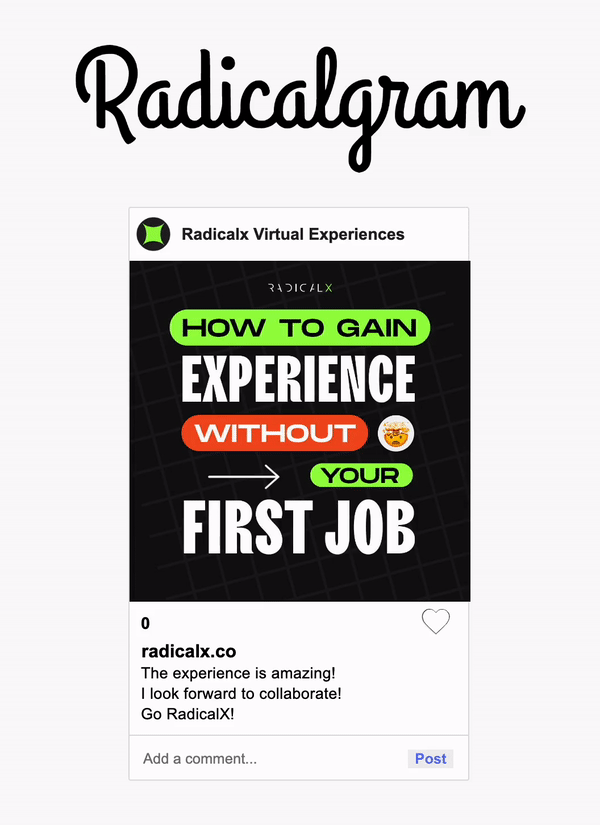 Radicalgram
Radicalx Virtual Experiences
RADICALX
HOW TO GAIN
EXPERIENCE
WITHOUT
YOUR
FIRST JOB
0
radicalx.co
The experience is amazing!
I look forward to collaborate!
Go RadicalX!
Add a comment...
Post